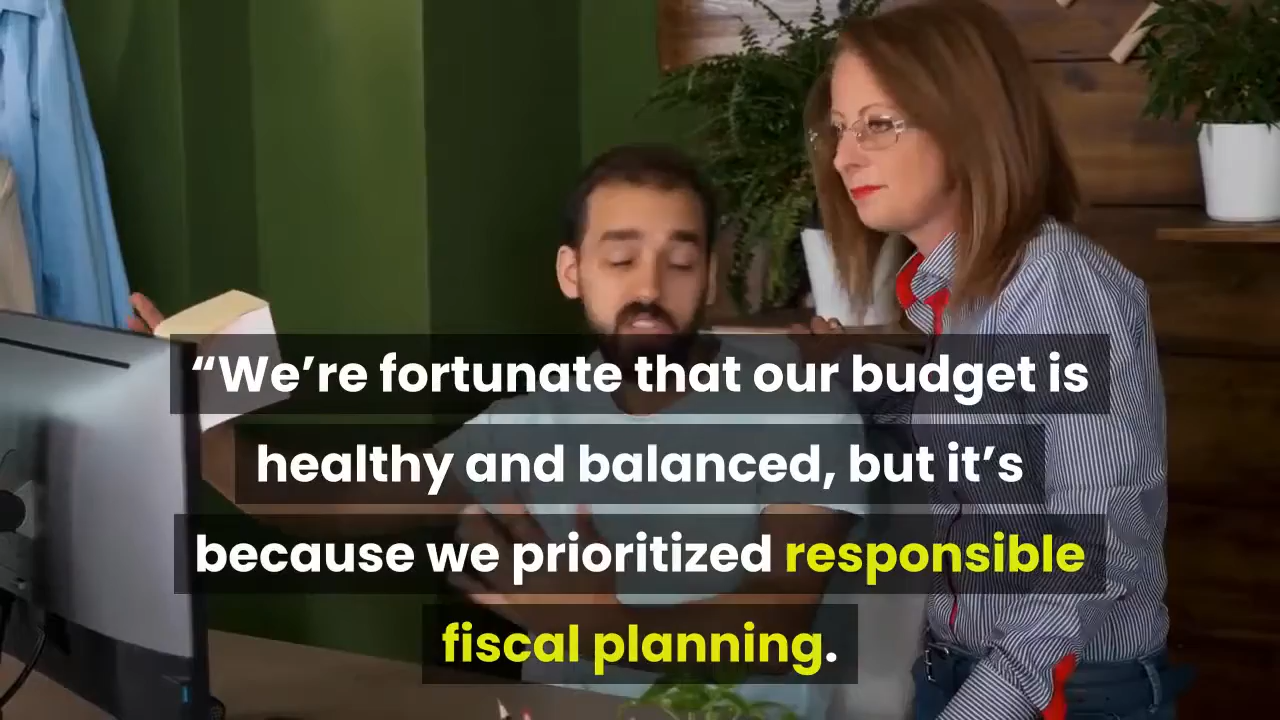 “We’re fortunate that our budget is
healthy and balanced, but it’s
because we prioritized responsible
fiscal planning.